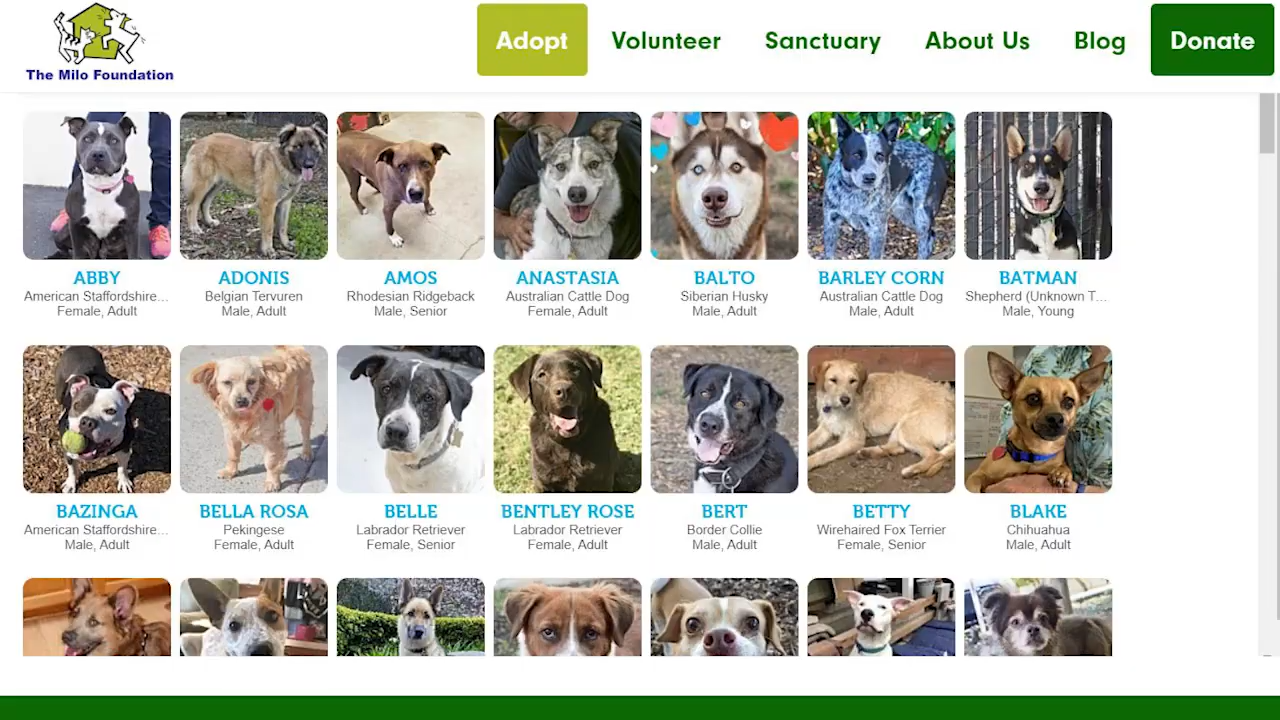 The Milo Foundation
Adopt
Volunteer
Sanctuary
About Us
Blog
Donate
ABBY
American Staffordshire...
Female, Adult
ADONIS
Belgian Tervuren
Male, Adult
AMOS
Rhodesian Ridgeback
Male, Senior
ANASTASIA
Australian Cattle Dog
Female, Adult
BALTO
Siberian Husky
Male, Adult
BARLEY CORN
Australian Cattle Dog
Male, Adult
BATMAN
Shepherd (Unknown T...
Male, Young
BAZINGA
American Staffordshire...
Male, Adult
BELLA ROSA
Pekingese
Female, Adult
BELLE
Labrador Retriever
Female, Senior
BENTLEY ROSE
Labrador Retriever
Female, Adult
BERT
Border Collie
Male, Adult
BETTY
Wirehaired Fox Terrier
Female, Senior
BLAKE
Chihuahua
Male, Adult